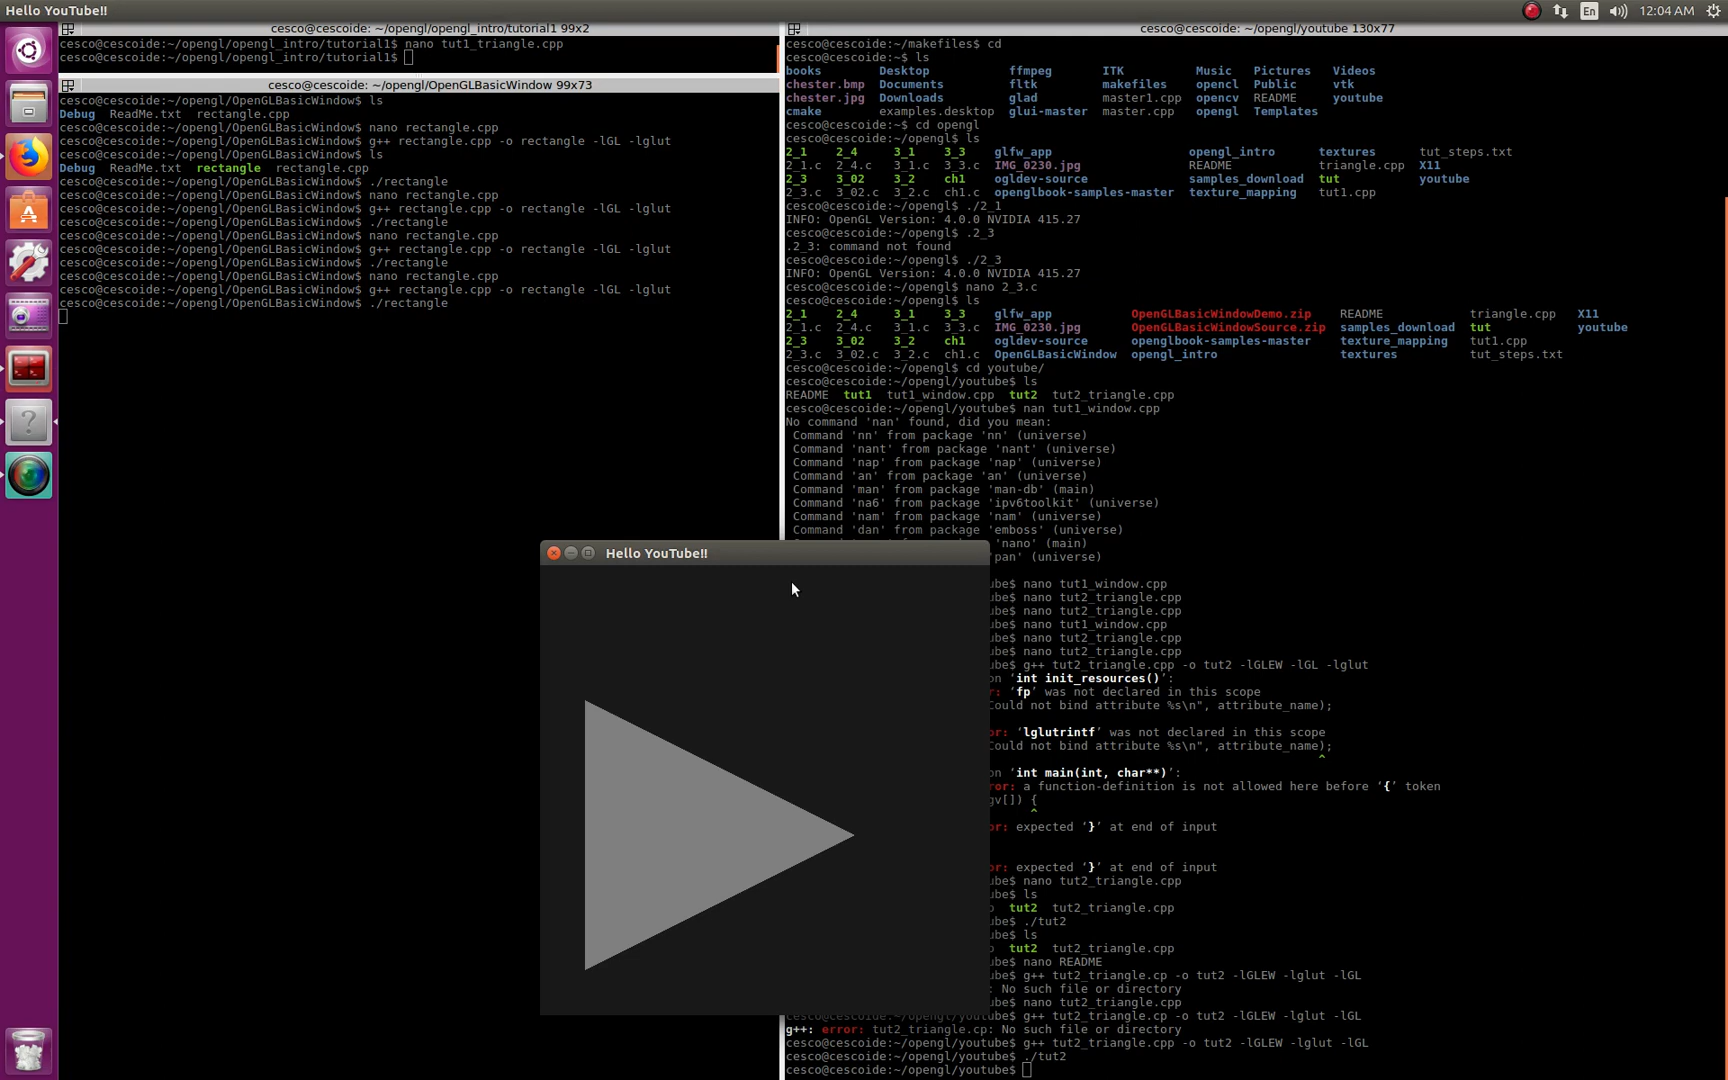 Hello YouTube!!
En
12:04 AM
cesco@cescoide: ~/opengl/opengl_intro/tutorial1 99x2
cesco@cescoide:~/opengl/opengl_intro/tutorial1$ nano tut1_triangle.cpp
cesco@cescoide:~/opengl/opengl_intro/tutorial1$
cesco@cescoide: ~/opengl/OpenGLBasicWindow 99x73
cesco@cescoide:~/opengl/OpenGLBasicWindow$ ls
Debug ReadMe.txt rectangle.cpp
cesco@cescoide:~/opengl/OpenGLBasicWindow$ nano rectangle.cpp
cesco@cescoide:~/opengl/OpenGLBasicWindow$ g++ rectangle.cpp -o rectangle -lGL -lglut
cesco@cescoide:~/opengl/OpenGLBasicWindow$ ls
Debug ReadMe.txt rectangle rectangle.cpp
cesco@cescoide:~/opengl/OpenGLBasicWindow$ ./rectangle
cesco@cescoide:~/opengl/OpenGLBasicWindow$ nano rectangle.cpp
cesco@cescoide:~/opengl/OpenGLBasicWindow$ g++ rectangle.cpp -o rectangle -lGL -lglut
cesco@cescoide:~/opengl/OpenGLBasicWindow$ ./rectangle
cesco@cescoide:~/opengl/OpenGLBasicWindow$ nano rectangle.cpp
cesco@cescoide:~/opengl/OpenGLBasicWindow$ g++ rectangle.cpp -o rectangle -lGL -lglut
cesco@cescoide:~/opengl/OpenGLBasicWindow$ ./rectangle
cesco@cescoide:~/opengl/OpenGLBasicWindow$ nano rectangle.cpp
cesco@cescoide:~/opengl/OpenGLBasicWindow$ g++ rectangle.cpp -o rectangle -lGL -lglut
cesco@cescoide:~/opengl/OpenGLBasicWindow$ ./rectangle
cesco@cescoide: ~/opengl/youtube 130x77
cesco@cescoide:~/makefiles$ cd
cesco@cescoide:~$ ls
books Desktop ffmpeg ITK Music Pictures Videos
chester.bmp Documents fltk makefiles opencl Public vtk
chester.jpg Downloads glad master1.cpp opencv README youtube
cmake examples.desktop glui-master master.cpp opengl Templates
cesco@cescoide:~$ cd opengl
cesco@cescoide:~/opengl$ ls
2_1 2_4 3_1 3_3 glfw_app opengl_intro textures tut_steps.txt
2_1.c 2_4.c 3_1.c 3_3.c IMG_0230.jpg README triangle.cpp X11
2_3 3_02 3_2 ch1 ogldev-source samples_download tut youtube
2_3.c 3_02.c 3_2.c ch1.c openglbook-samples-master texture_mapping tut1.cpp
cesco@cescoide:~/opengl$ ./2_1
INFO: OpenGL Version: 4.0.0 NVIDIA 415.27
cesco@cescoide:~/opengl$ .2_3
.2_3: command not found
cesco@cescoide:~/opengl$ ./2_3
INFO: OpenGL Version: 4.0.0 NVIDIA 415.27
cesco@cescoide:~/opengl$ nano 2_3.c
cesco@cescoide:~/opengl$ ls
2_1 2_4 3_1 3_3 glfw_app OpenGLBasicWindowDemo.zip README triangle.cpp X11
2_1.c 2_4.c 3_1.c 3_3.c IMG_0230.jpg OpenGLBasicWindowSource.zip samples_download tut youtube
2_3 3_02 3_2 ch1 ogldev-source openglbook-samples-master texture_mapping tut1.cpp
2_3.c 3_02.c 3_2.c ch1.c OpenGLBasicWindow opengl_intro textures tut_steps.txt
cesco@cescoide:~/opengl$ cd youtube/
cesco@cescoide:~/opengl/youtube$ ls
README tut1 tut1_window.cpp tut2 tut2_triangle.cpp
cesco@cescoide:~/opengl/youtube$ nan tut1_window.cpp
No command 'nan' found, did you mean:
Command 'nn' from package 'nn' (universe)
Command 'nant' from package 'nant' (universe)
Command 'nap' from package 'nap' (universe)
Command 'an' from package 'an' (universe)
Command 'man' from package 'man-db' (main)
Command 'na6' from package 'ipv6toolkit' (universe)
Command 'nam' from package 'nam' (universe)
Command 'dan' from package 'emboss' (universe)
'nano' (main)
'pan' (universe)
ube$ nano tut1_window.cpp
ube$ nano tut2_triangle.cpp
ube$ nano tut2_triangle.cpp
ube$ nano tut1_window.cpp
ube$ nano tut2_triangle.cpp
ube$ nano tut2_triangle.cpp
ube$ g++ tut2_triangle.cpp -o tut2 -lGLEW -lGL -lglut
on ‘int init_resources()’:
r: ‘fp’ was not declared in this scope
Could not bind attribute %s\n", attribute_name);
or: ‘lglutrintf’ was not declared in this scope
Could not bind attribute %s\n", attribute_name);
^
on ‘int main(int, char**)’:
ror: a function-definition is not allowed here before ‘{’ token
gv[]) {
^
or: expected ‘}’ at end of input
or: expected ‘}’ at end of input
ube$ nano tut2_triangle.cpp
ube$ ls
p tut2 tut2_triangle.cpp
ube$ ./tut2
ube$ ls
p tut2 tut2_triangle.cpp
ube$ nano README
ube$ g++ tut2_triangle.cp -o tut2 -lGLEW -lglut -lGL
: No such file or directory
ube$ nano tut2_triangle.cpp
cesco@cescoide:~/opengl/youtube$ g++ tut2_triangle.cp -o tut2 -lGLEW -lglut -lGL
g++: error: tut2_triangle.cp: No such file or directory
cesco@cescoide:~/opengl/youtube$ g++ tut2_triangle.cpp -o tut2 -lGLEW -lglut -lGL
cesco@cescoide:~/opengl/youtube$ ./tut2
cesco@cescoide:~/opengl/youtube$
Hello YouTube!!